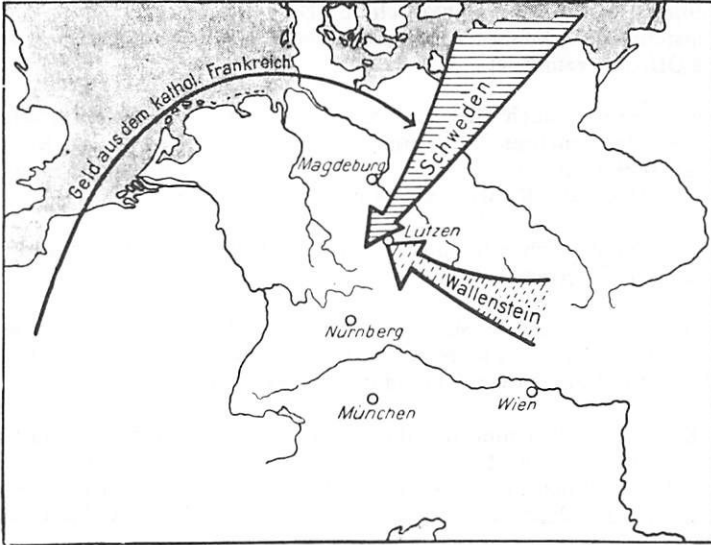 Geld aus dem kathol. Frankreich
Schweden
Magdeburg
Lützen
Wallenstein
Nürnberg
München
Wien